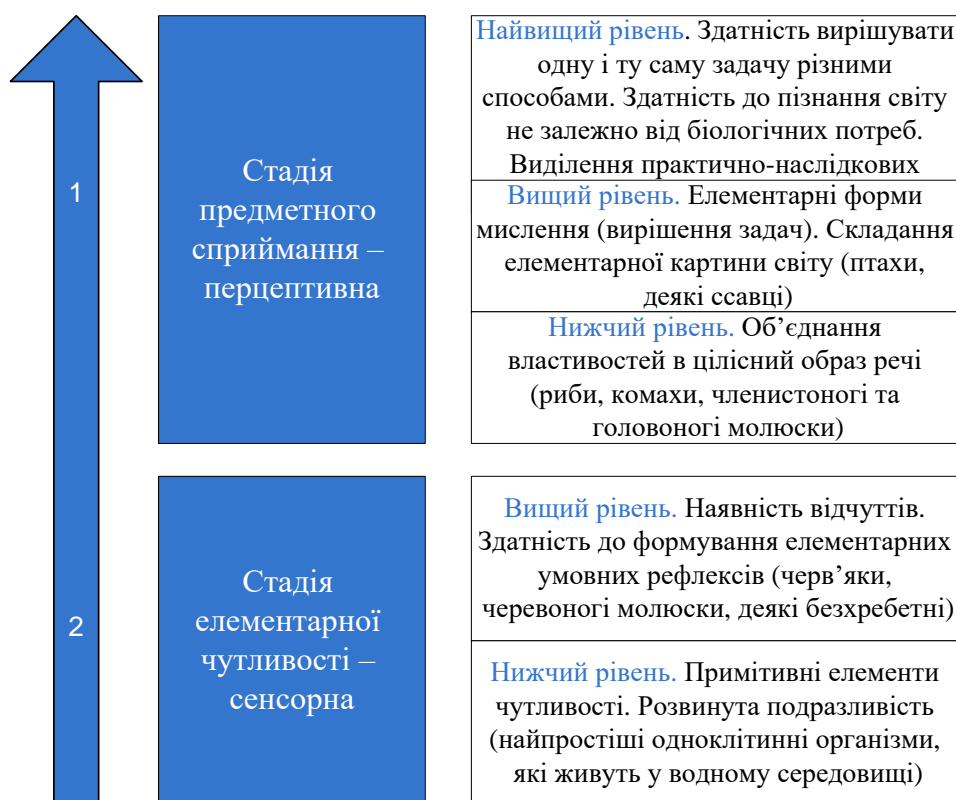 1
Стадія
предметного
сприймання –
перцептивна
Найвищий рівень. Здатність вирішувати
одну і ту саму задачу різними
способами. Здатність до пізнання світу
не залежно від біологічних потреб.
Виділення практично-наслідкових
Вищий рівень. Елементарні форми
мислення (вирішення задач). Складання
елементарної картини світу (птахи,
деякі ссавці)
Нижчий рівень. Об’єднання
властивостей в цілісний образ речі
(риби, комахи, членистоногі та
головоногі молюски)
2
Стадія
елементарної
чутливості –
сенсорна
Вищий рівень. Наявність відчуттів.
Здатність до формування елементарних
умовних рефлексів (черв’яки,
черевоногі молюски, деякі безхребетні)
Нижчий рівень. Примітивні елементи
чутливості. Розвинута подразливість
(найпростіші одноклітинні організми,
які живуть у водному середовищі)